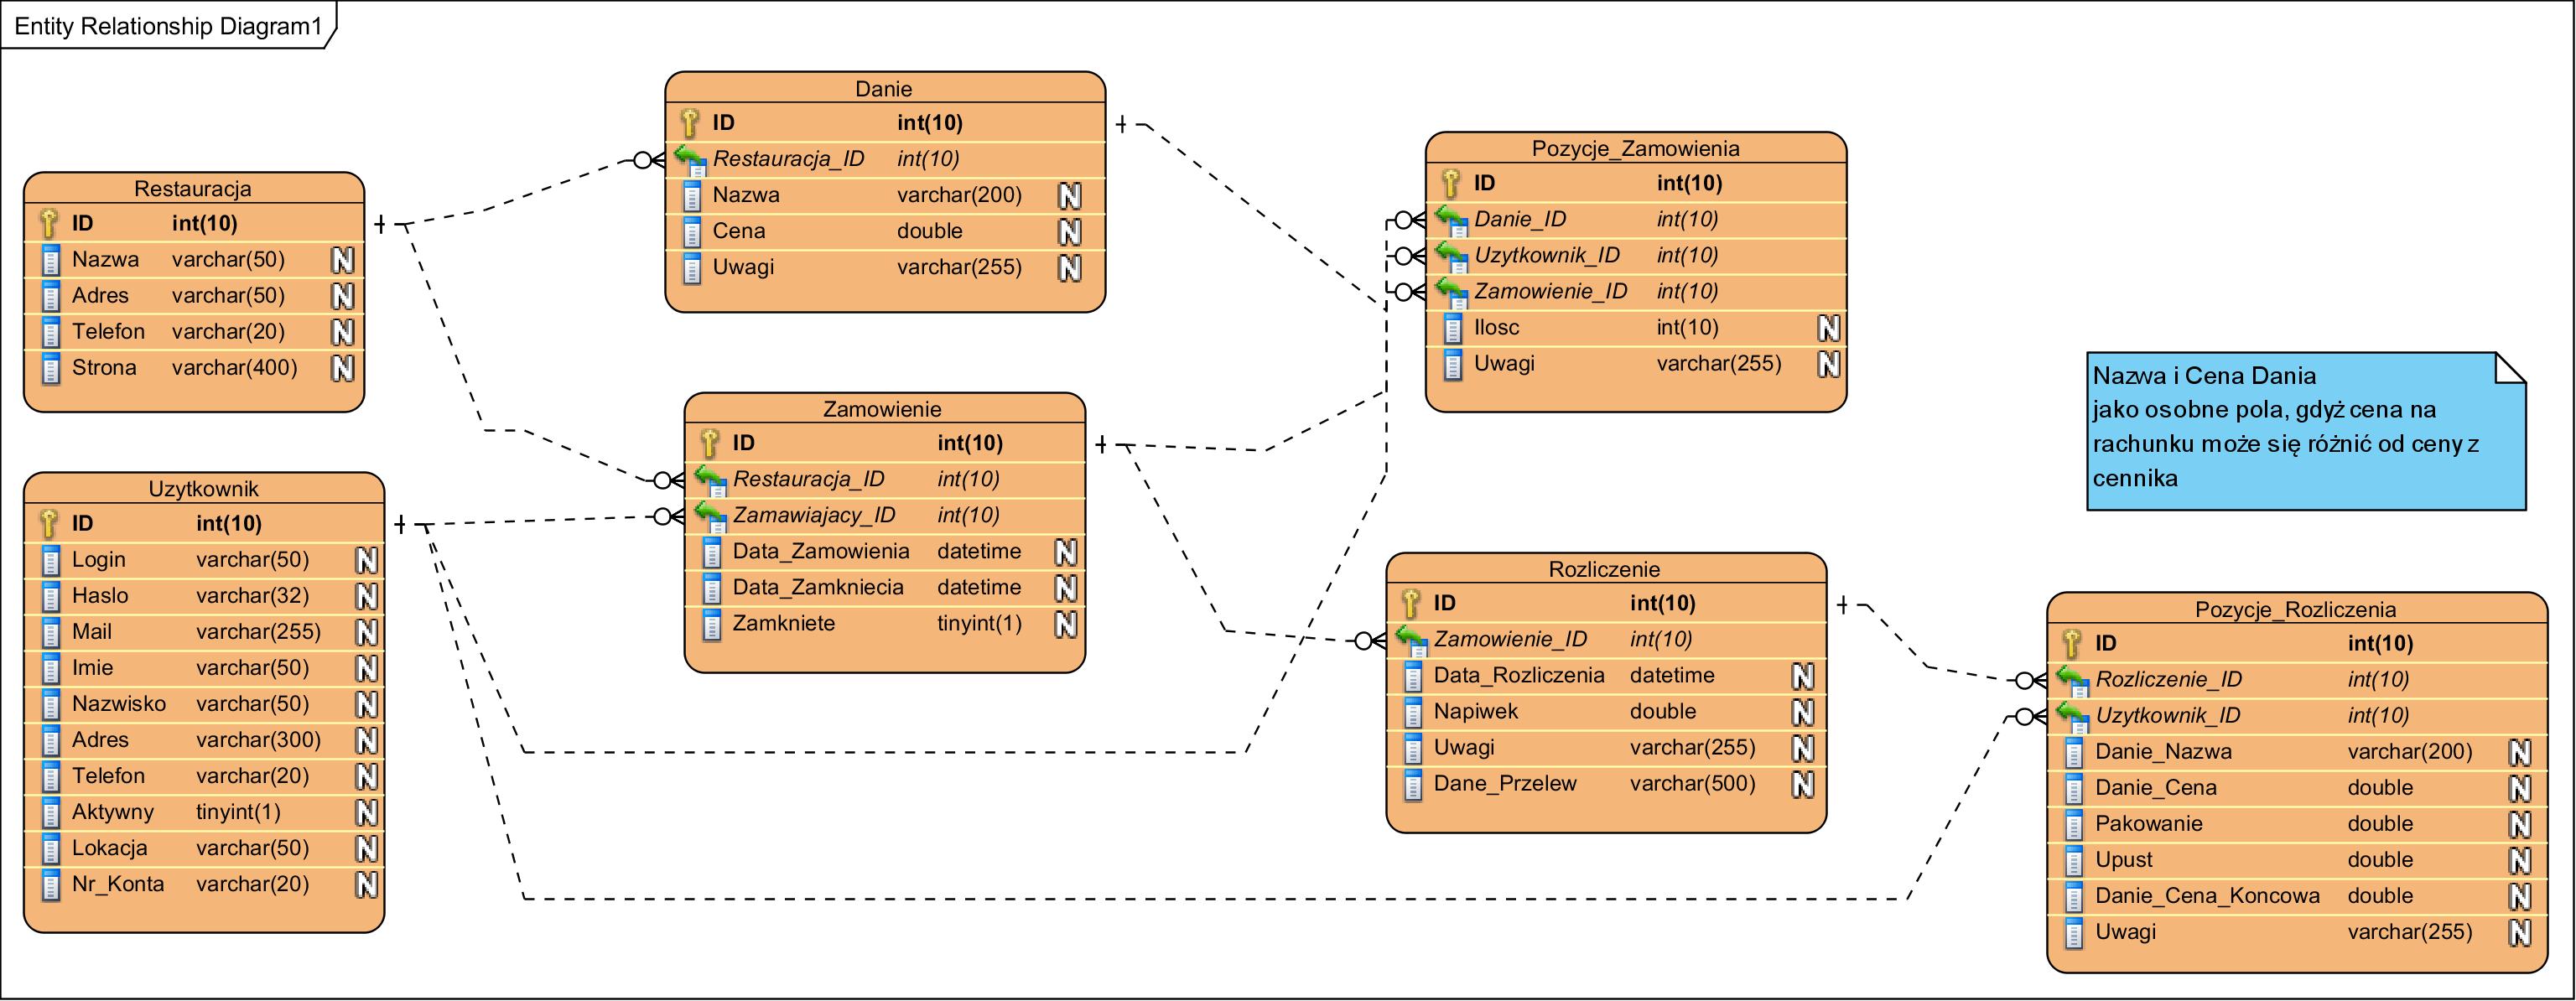 Entity Relationship Diagram1
Danie
ID int(10)
Restauracja_ID int(10)
Nazwa varchar(200) N
Cena double N
Uwagi varchar(255) N
Pozycje_Zamowienia
ID int(10)
Danie_ID int(10)
Uzytkownik_ID int(10)
Zamowienie_ID int(10)
Ilosc int(10) N
Uwagi varchar(255) N
Restauracja
ID int(10)
Nazwa varchar(50) N
Adres varchar(50) N
Telefon varchar(20) N
Strona varchar(400) N
Nazwa i Cena Dania
jako osobne pola, gdyż cena na
rachunku może się różnić od ceny z
cennika
Zamowienie
ID int(10)
Restauracja_ID int(10)
Zamawiajacy_ID int(10)
Data_Zamowienia datetime N
Data_Zamkniecia datetime N
Zamkniete tinyint(1) N
Uzytkownik
ID int(10)
Login varchar(50) N
Haslo varchar(32) N
Mail varchar(255) N
Imie varchar(50) N
Nazwisko varchar(50) N
Adres varchar(300) N
Telefon varchar(20) N
Aktywny tinyint(1) N
Lokacja varchar(50) N
Nr_Konta varchar(20) N
Rozliczenie
ID int(10)
Zamowienie_ID int(10)
Data_Rozliczenia datetime N
Napiwek double N
Uwagi varchar(255) N
Dane_Przelew varchar(500) N
Pozycje_Rozliczenia
ID int(10)
Rozliczenie_ID int(10)
Uzytkownik_ID int(10)
Danie_Nazwa varchar(200) N
Danie_Cena double N
Pakowanie double N
Upust double N
Danie_Cena_Koncowa double N
Uwagi varchar(255) N